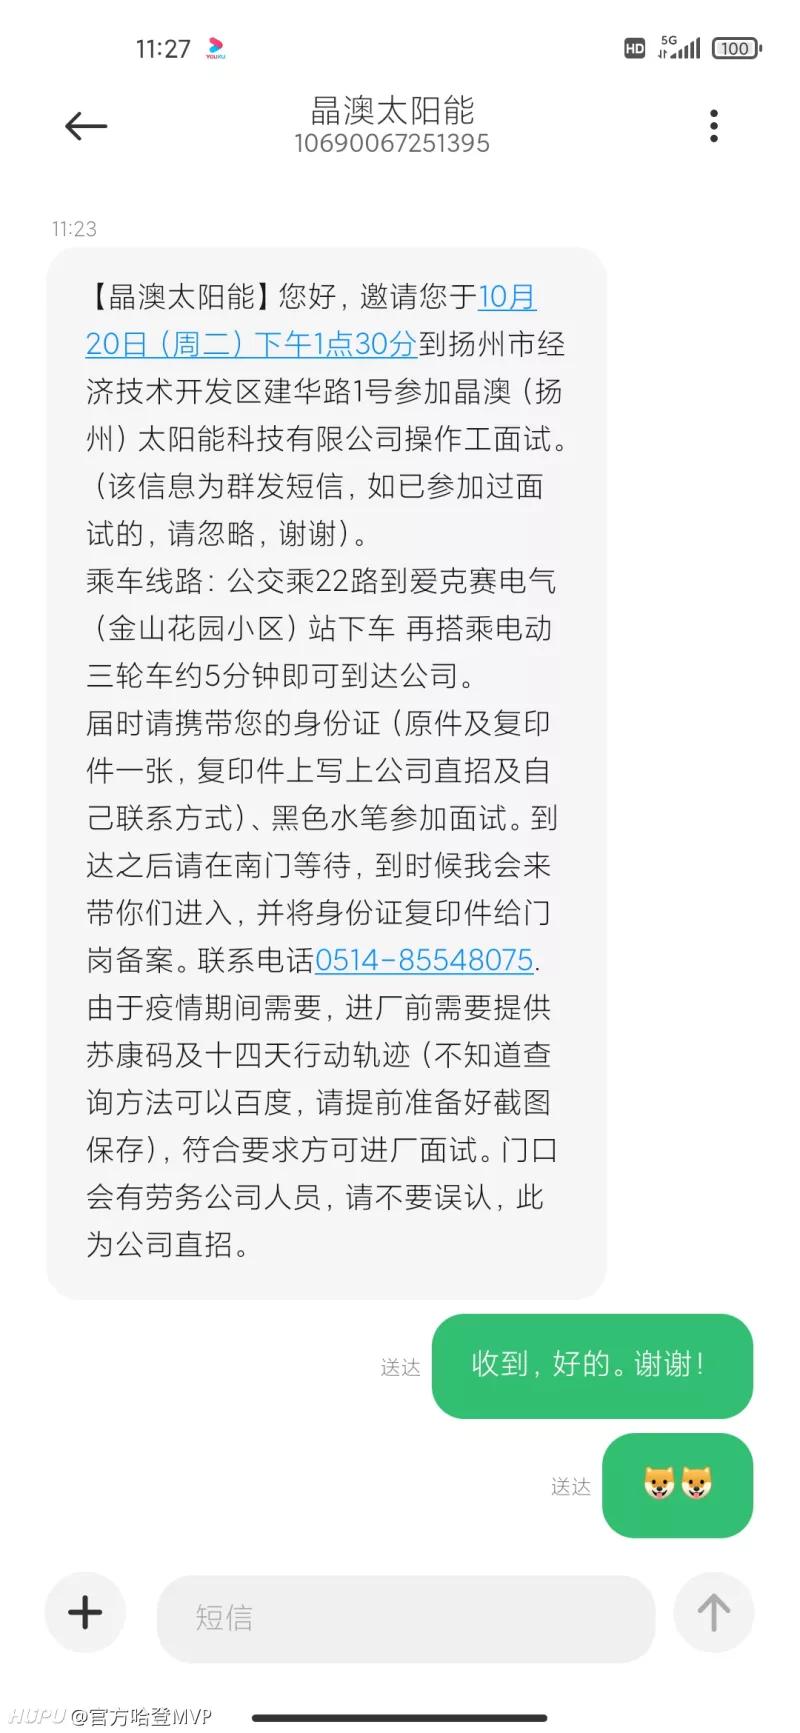 11:27
YOUKU
HD
5G
100
晶澳太阳能
10690067251395
11:23
【晶澳太阳能】您好，邀请您于10月
20日（周二）下午1点30分到扬州市经
济技术开发区建华路1号参加晶澳（扬
州）太阳能科技有限公司操作工面试。
（该信息为群发短信，如已参加过面
试的，请忽略，谢谢）。
乘车线路：公交乘22路到爱克赛电气
（金山花园小区）站下车 再搭乘电动
三轮车约5分钟即可到达公司。
届时请携带您的身份证（原件及复印
件一张，复印件上写上公司直招及自
己联系方式）、黑色水笔参加面试。到
达之后请在南门等待，到时候我会来
带你们进入，并将身份证复印件给门
岗备案。联系电话0514-85548075.
由于疫情期间需要，进厂前需要提供
苏康码及十四天行动轨迹（不知道查
询方法可以百度，请提前准备好截图
保存），符合要求方可进厂面试。门口
会有劳务公司人员，请不要误认，此
为公司直招。
送达
收到，好的。谢谢！
送达
短信
HUPU @官方哈登MVP